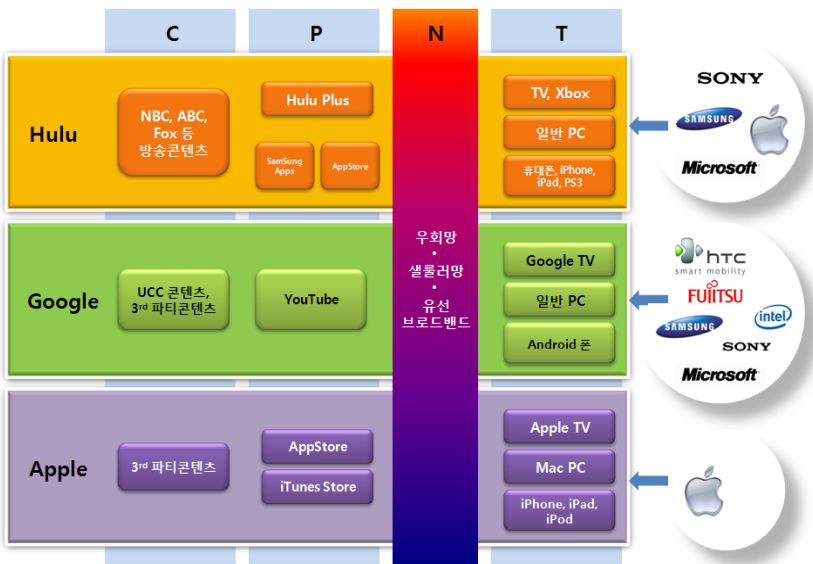 C
P
N
T
Hulu
NBC, ABC,
Fox 등
방송콘텐츠
Hulu Plus
SamSung
Apps
AppStore
TV, Xbox
일반 PC
휴대폰, iPhone,
iPad, PS3
SONY
SAMSUNG
Microsoft
우회망
·
샐룰러망
·
유선
브로드밴드
Google
UCC 콘텐츠,
3rd 파티콘텐츠
YouTube
Google TV
일반 PC
Android 폰
hTC
smart mobility
FUJITSU
intel
SAMSUNG
SONY
Microsoft
Apple
3rd 파티콘텐츠
AppStore
iTunes Store
Apple TV
Mac PC
iPhone, iPad,
iPod